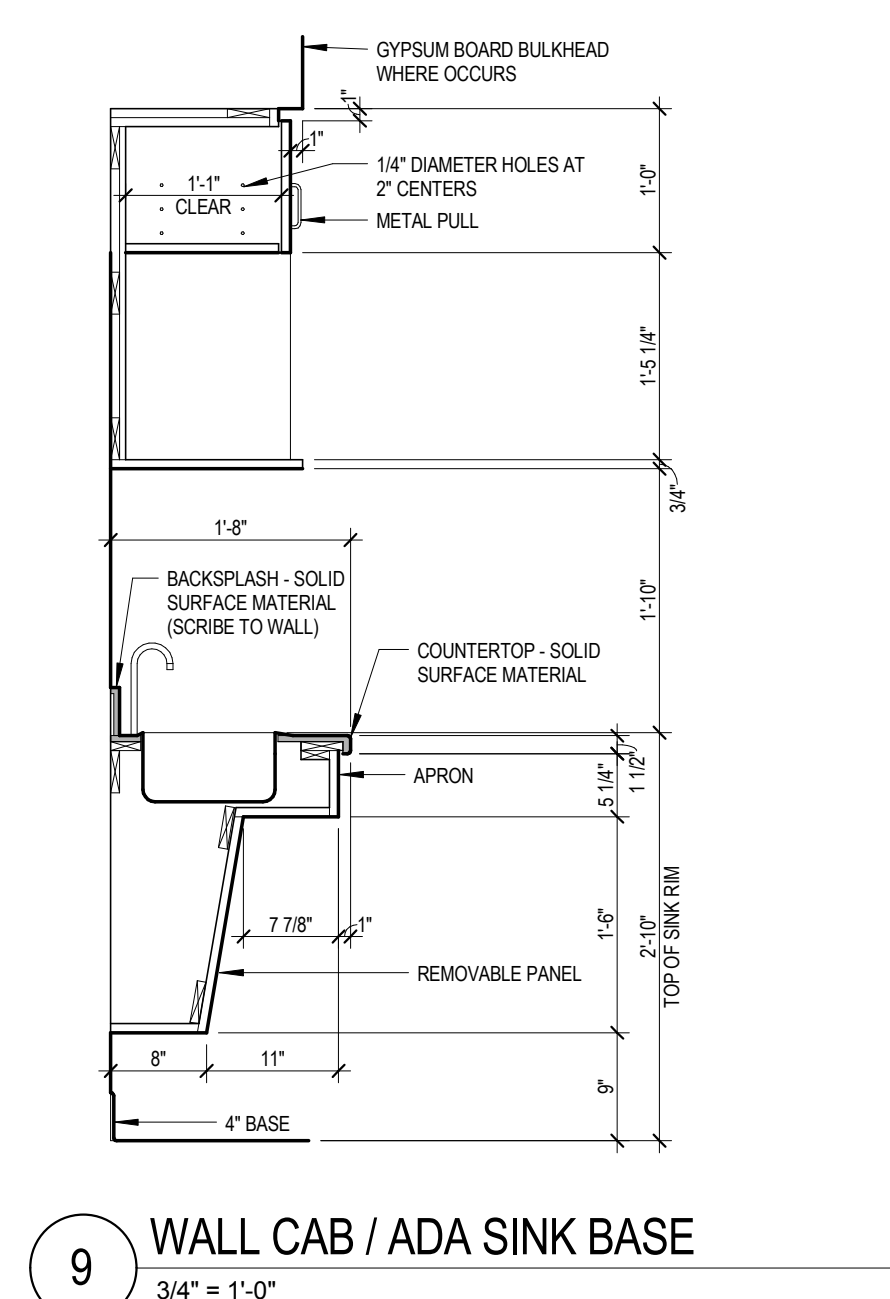 GYPSUM BOARD BULKHEAD
WHERE OCCURS
1"
1"
1/4" DIAMETER HOLES AT
2" CENTERS
1'-1"
CLEAR
METAL PULL
1'-0"
1'-5 1/4"
3/4"
1'-8"
BACKSPLASH - SOLID
SURFACE MATERIAL
(SCRIBE TO WALL)
1'-10"
COUNTERTOP - SOLID
SURFACE MATERIAL
APRON
5 1/4"
1 1/2"
7 7/8"
1"
1'-6"
2'-10"
TOP OF SINK RIM
REMOVABLE PANEL
8"
11"
9"
4" BASE
9
WALL CAB / ADA SINK BASE
3/4" = 1'-0"